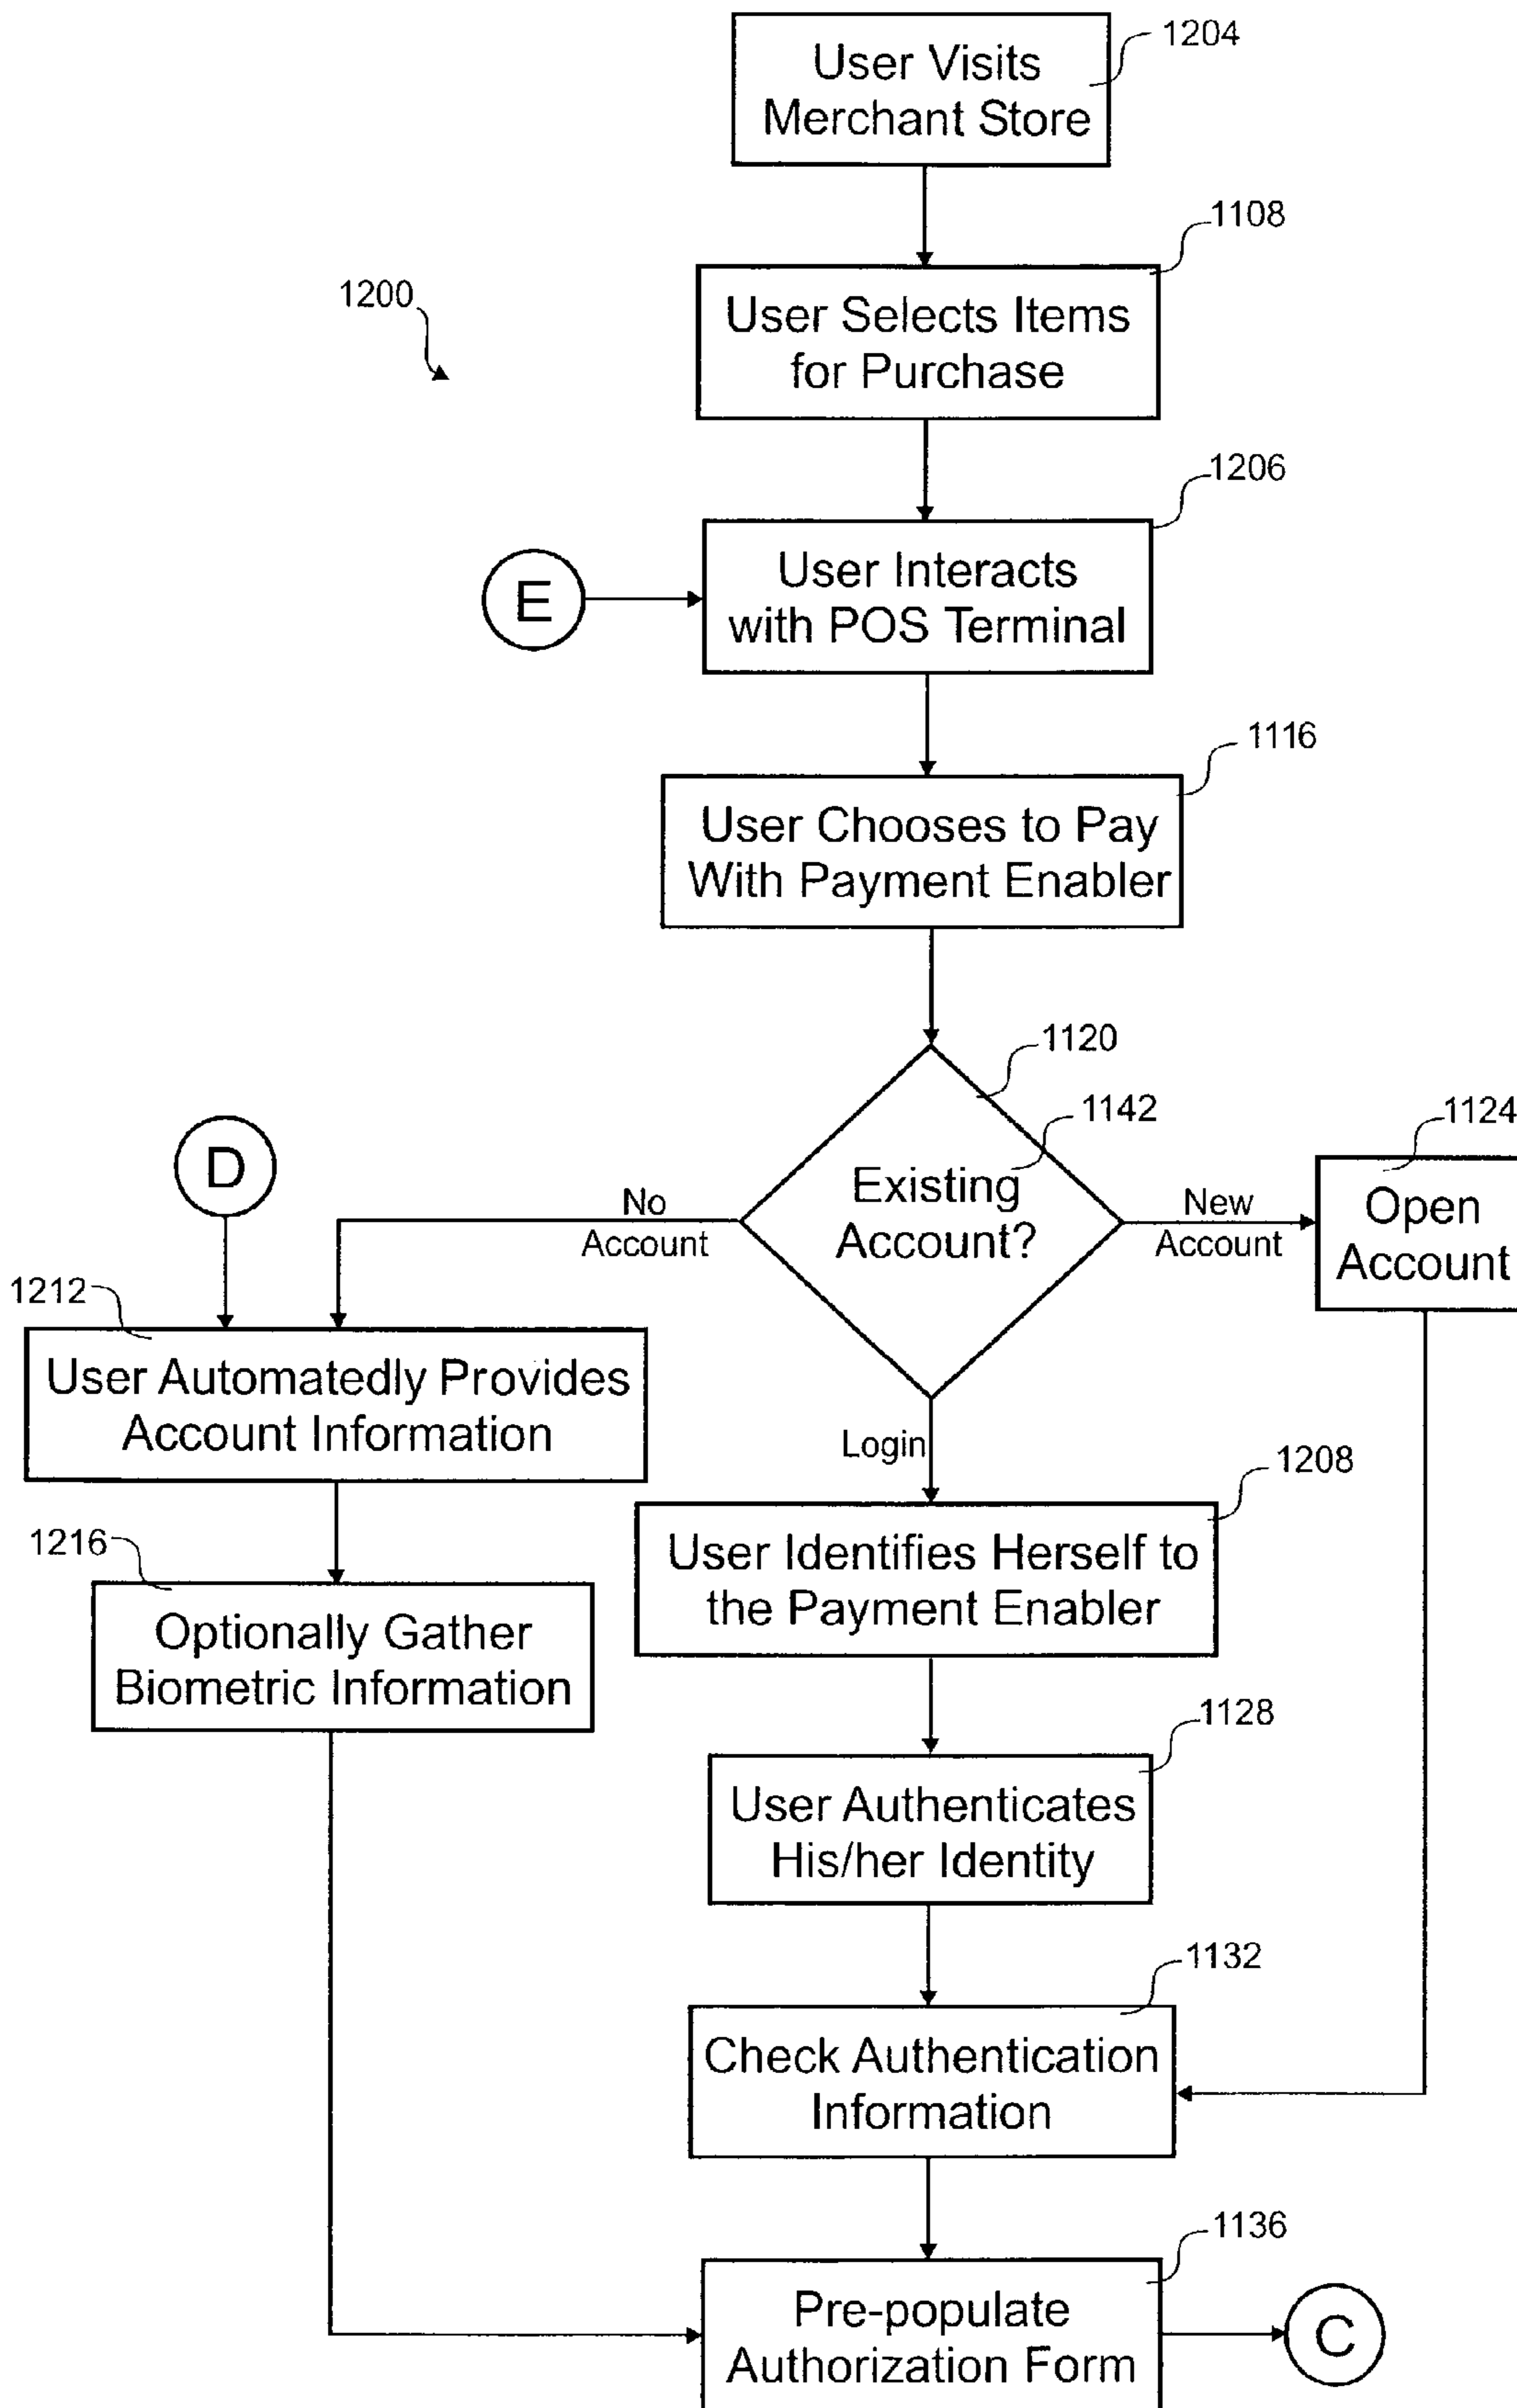 1204
User Visits
Merchant Store
1108
User Selects Items
for Purchase
1200
1206
User Interacts
with POS Terminal
E
1116
User Chooses to Pay
With Payment Enabler
1120
1142
Existing
Account?
No
Account
New
Account
1124
Open
Account
D
1212
User Automatedly Provides
Account Information
Login
1208
User Identifies Herself to
the Payment Enabler
1216
Optionally Gather
Biometric Information
1128
User Authenticates
His/her Identity
1132
Check Authentication
Information
1136
Pre-populate
Authorization Form
C